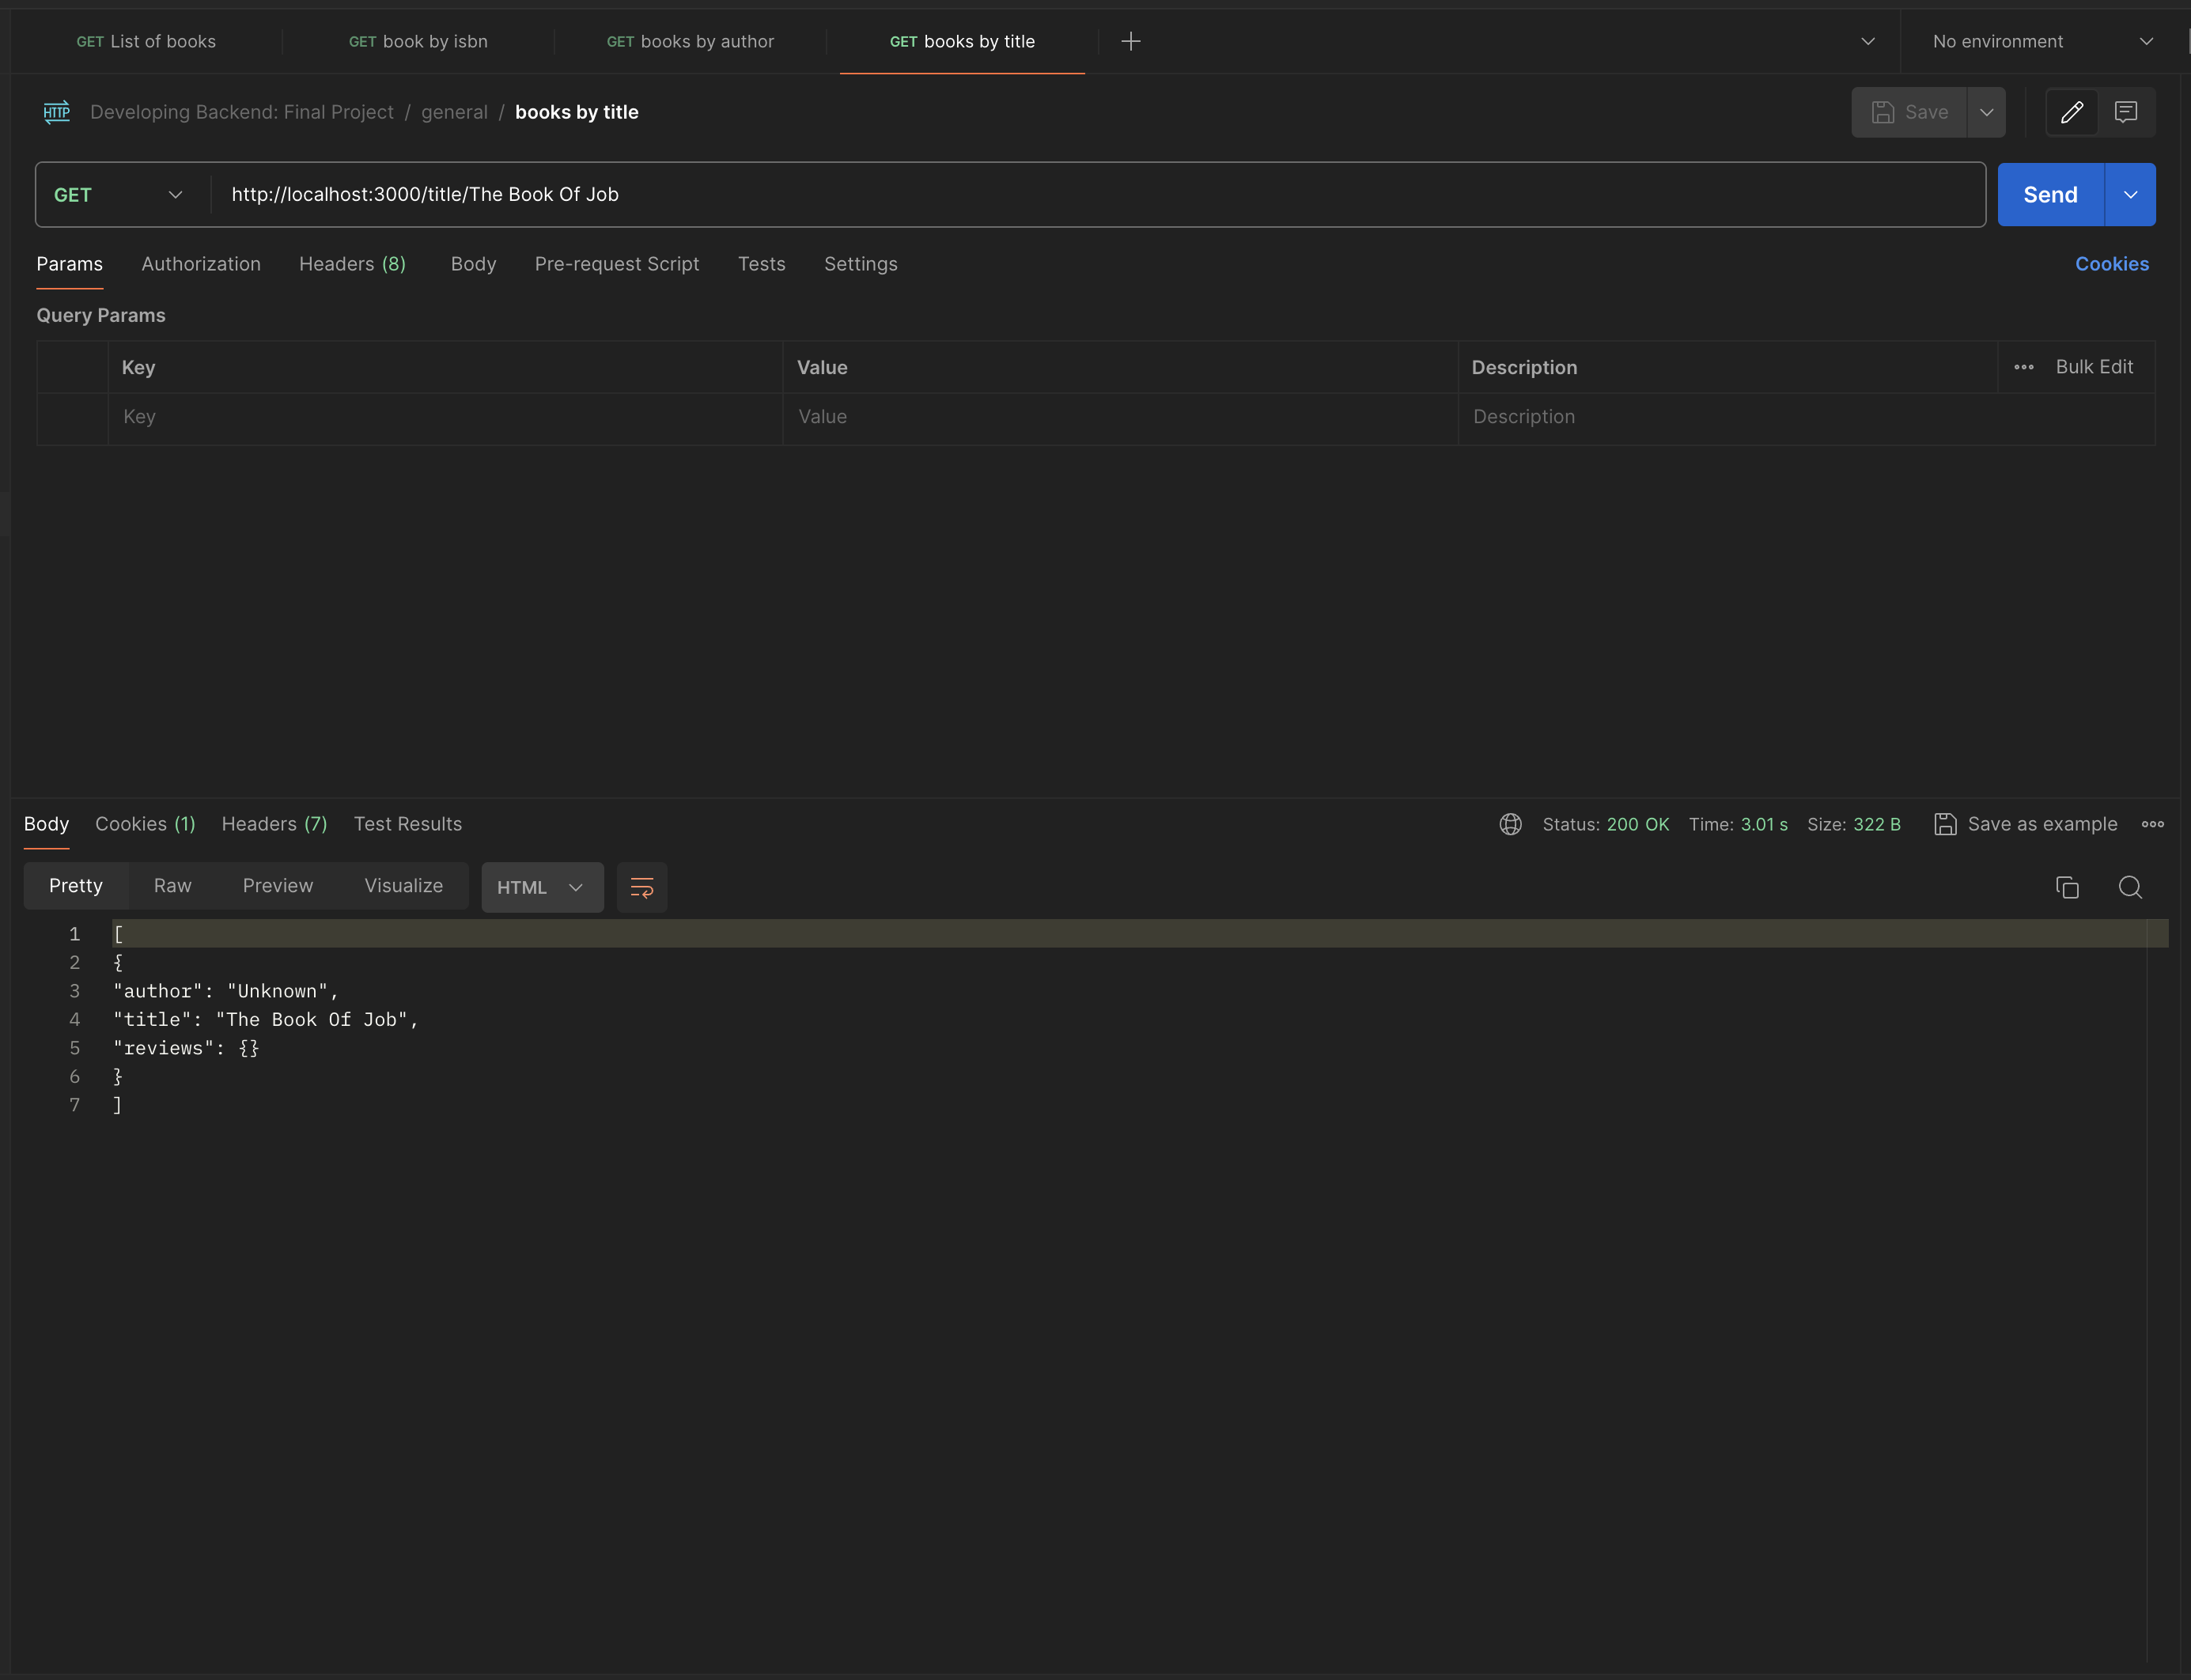 GET List of books GET book by isbn GET books by author GET books by title No environment
HTTP Developing Backend: Final Project / general / books by title Save
GET http://localhost:3000/title/The Book Of Job Send
Params Authorization Headers (8) Body Pre-request Script Tests Settings Cookies
Query Params
Key Value Description Bulk Edit
Key Value Description
Body Cookies (1) Headers (7) Test Results Status: 200 OK Time: 3.01 s Size: 322 B Save as example
Pretty Raw Preview Visualize HTML
1 [
2 {
3 "author": "Unknown",
4 "title": "The Book Of Job",
5 "reviews": {}
6 }
7 ]